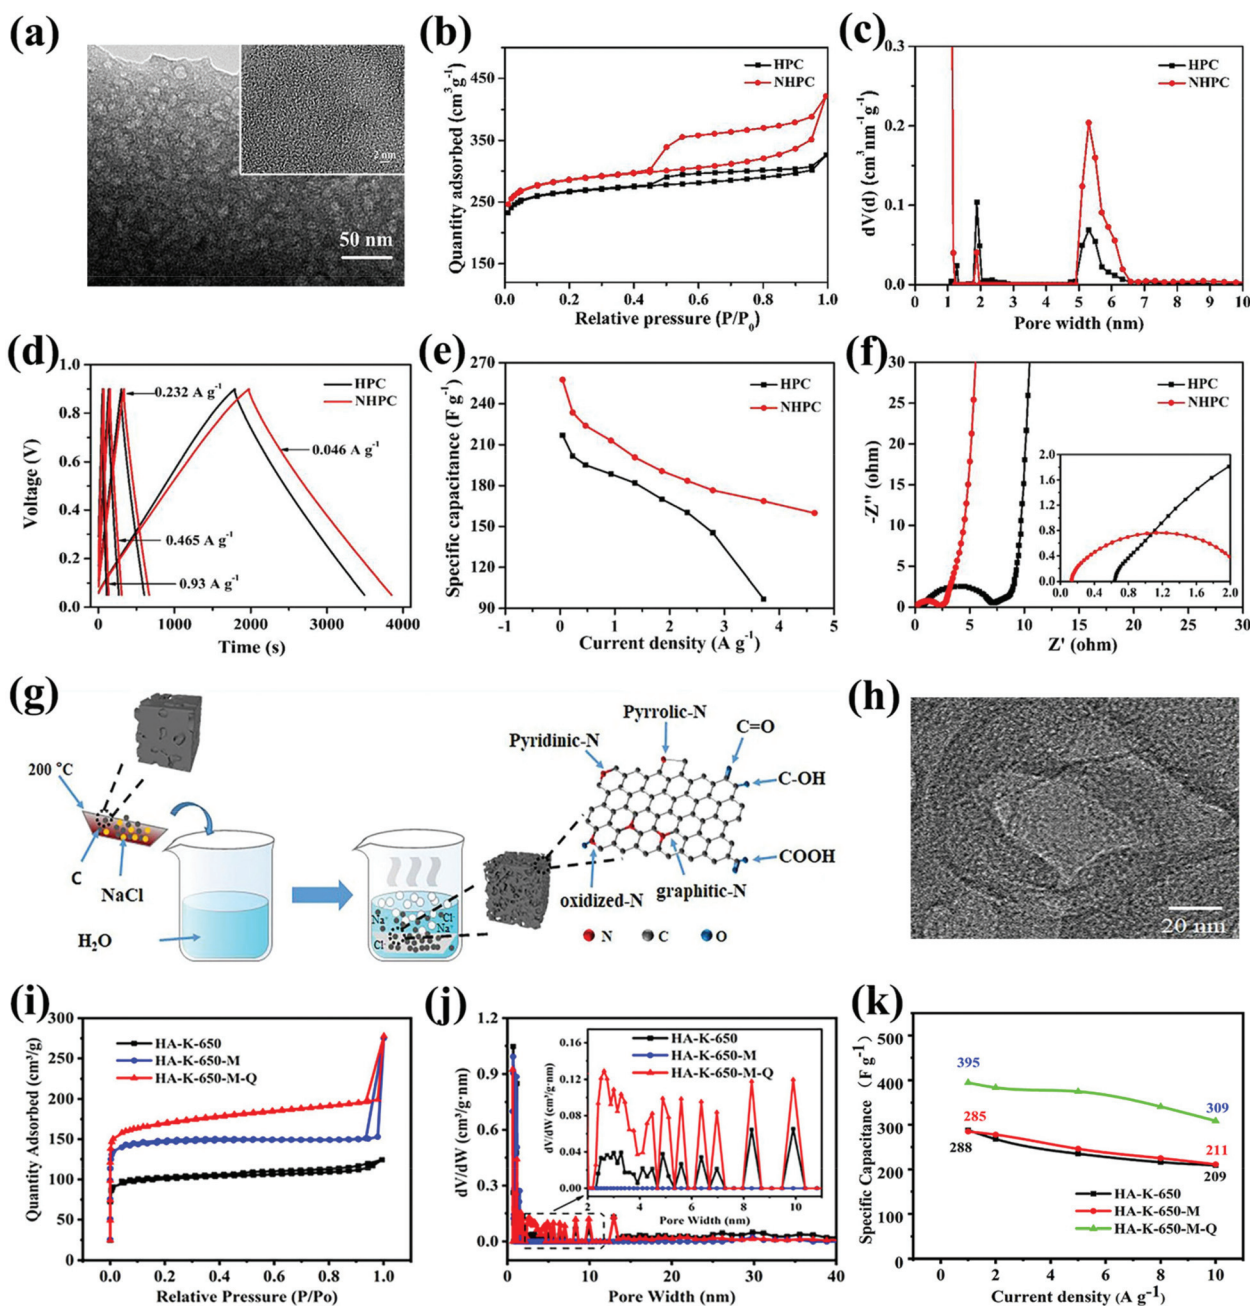 (a)
2 nm
50 nm
(b)
Quantity adsorbed (cm³g⁻¹)
450
350
250
150
HPC
NHPC
0.0 0.2 0.4 0.6 0.8 1.0
Relative pressure (P/P₀)
(c)
dV(d) (cm³ nm⁻¹g⁻¹)
0.3
0.2
0.1
0.0
HPC
NHPC
0 1 2 3 4 5 6 7 8 9 10
Pore width (nm)
(d)
Voltage (V)
1.0
0.8
0.6
0.4
0.2
0.0
HPC
NHPC
0.232 A g⁻¹
0.046 A g⁻¹
0.465 A g⁻¹
0.93 A g⁻¹
0 1000 2000 3000 4000
Time (s)
(e)
Specific capacitance (F g⁻¹)
270
240
210
180
150
120
90
HPC
NHPC
-1 0 1 2 3 4 5
Current density (A g⁻¹)
(f)
-Z'' (ohm)
30
25
20
15
10
5
0
HPC
NHPC
2.0
1.6
1.2
0.8
0.4
0.0
0.0 0.4 0.8 1.2 1.6 2.0
0 5 10 15 20 25 30
Z' (ohm)
(g)
200 °C
C
NaCl
H₂O
Na⁺
Cl⁻
Na⁺
Cl⁻
Pyridinic-N
Pyrrolic-N
C=O
C-OH
COOH
graphitic-N
oxidized-N
N C O
(h)
20 nm
(i)
Quantity Adsorbed (cm³/g)
300
250
200
150
100
50
0
HA-K-650
HA-K-650-M
HA-K-650-M-Q
0.0 0.2 0.4 0.6 0.8 1.0
Relative Pressure (P/Po)
(j)
dV/dW (cm³/g·nm)
1.2
0.9
0.6
0.3
0.0
dV/dW (cm³/g·nm)
0.16
0.12
0.08
0.04
0.00
HA-K-650
HA-K-650-M
HA-K-650-M-Q
2 4 6 8 10
Pore Width (nm)
0 10 20 30 40
Pore Width (nm)
(k)
Specific Capacitance (F g⁻¹)
500
400
300
200
100
0
395
309
285
288
211
209
HA-K-650
HA-K-650-M
HA-K-650-M-Q
0 2 4 6 8 10
Current density (A g⁻¹)